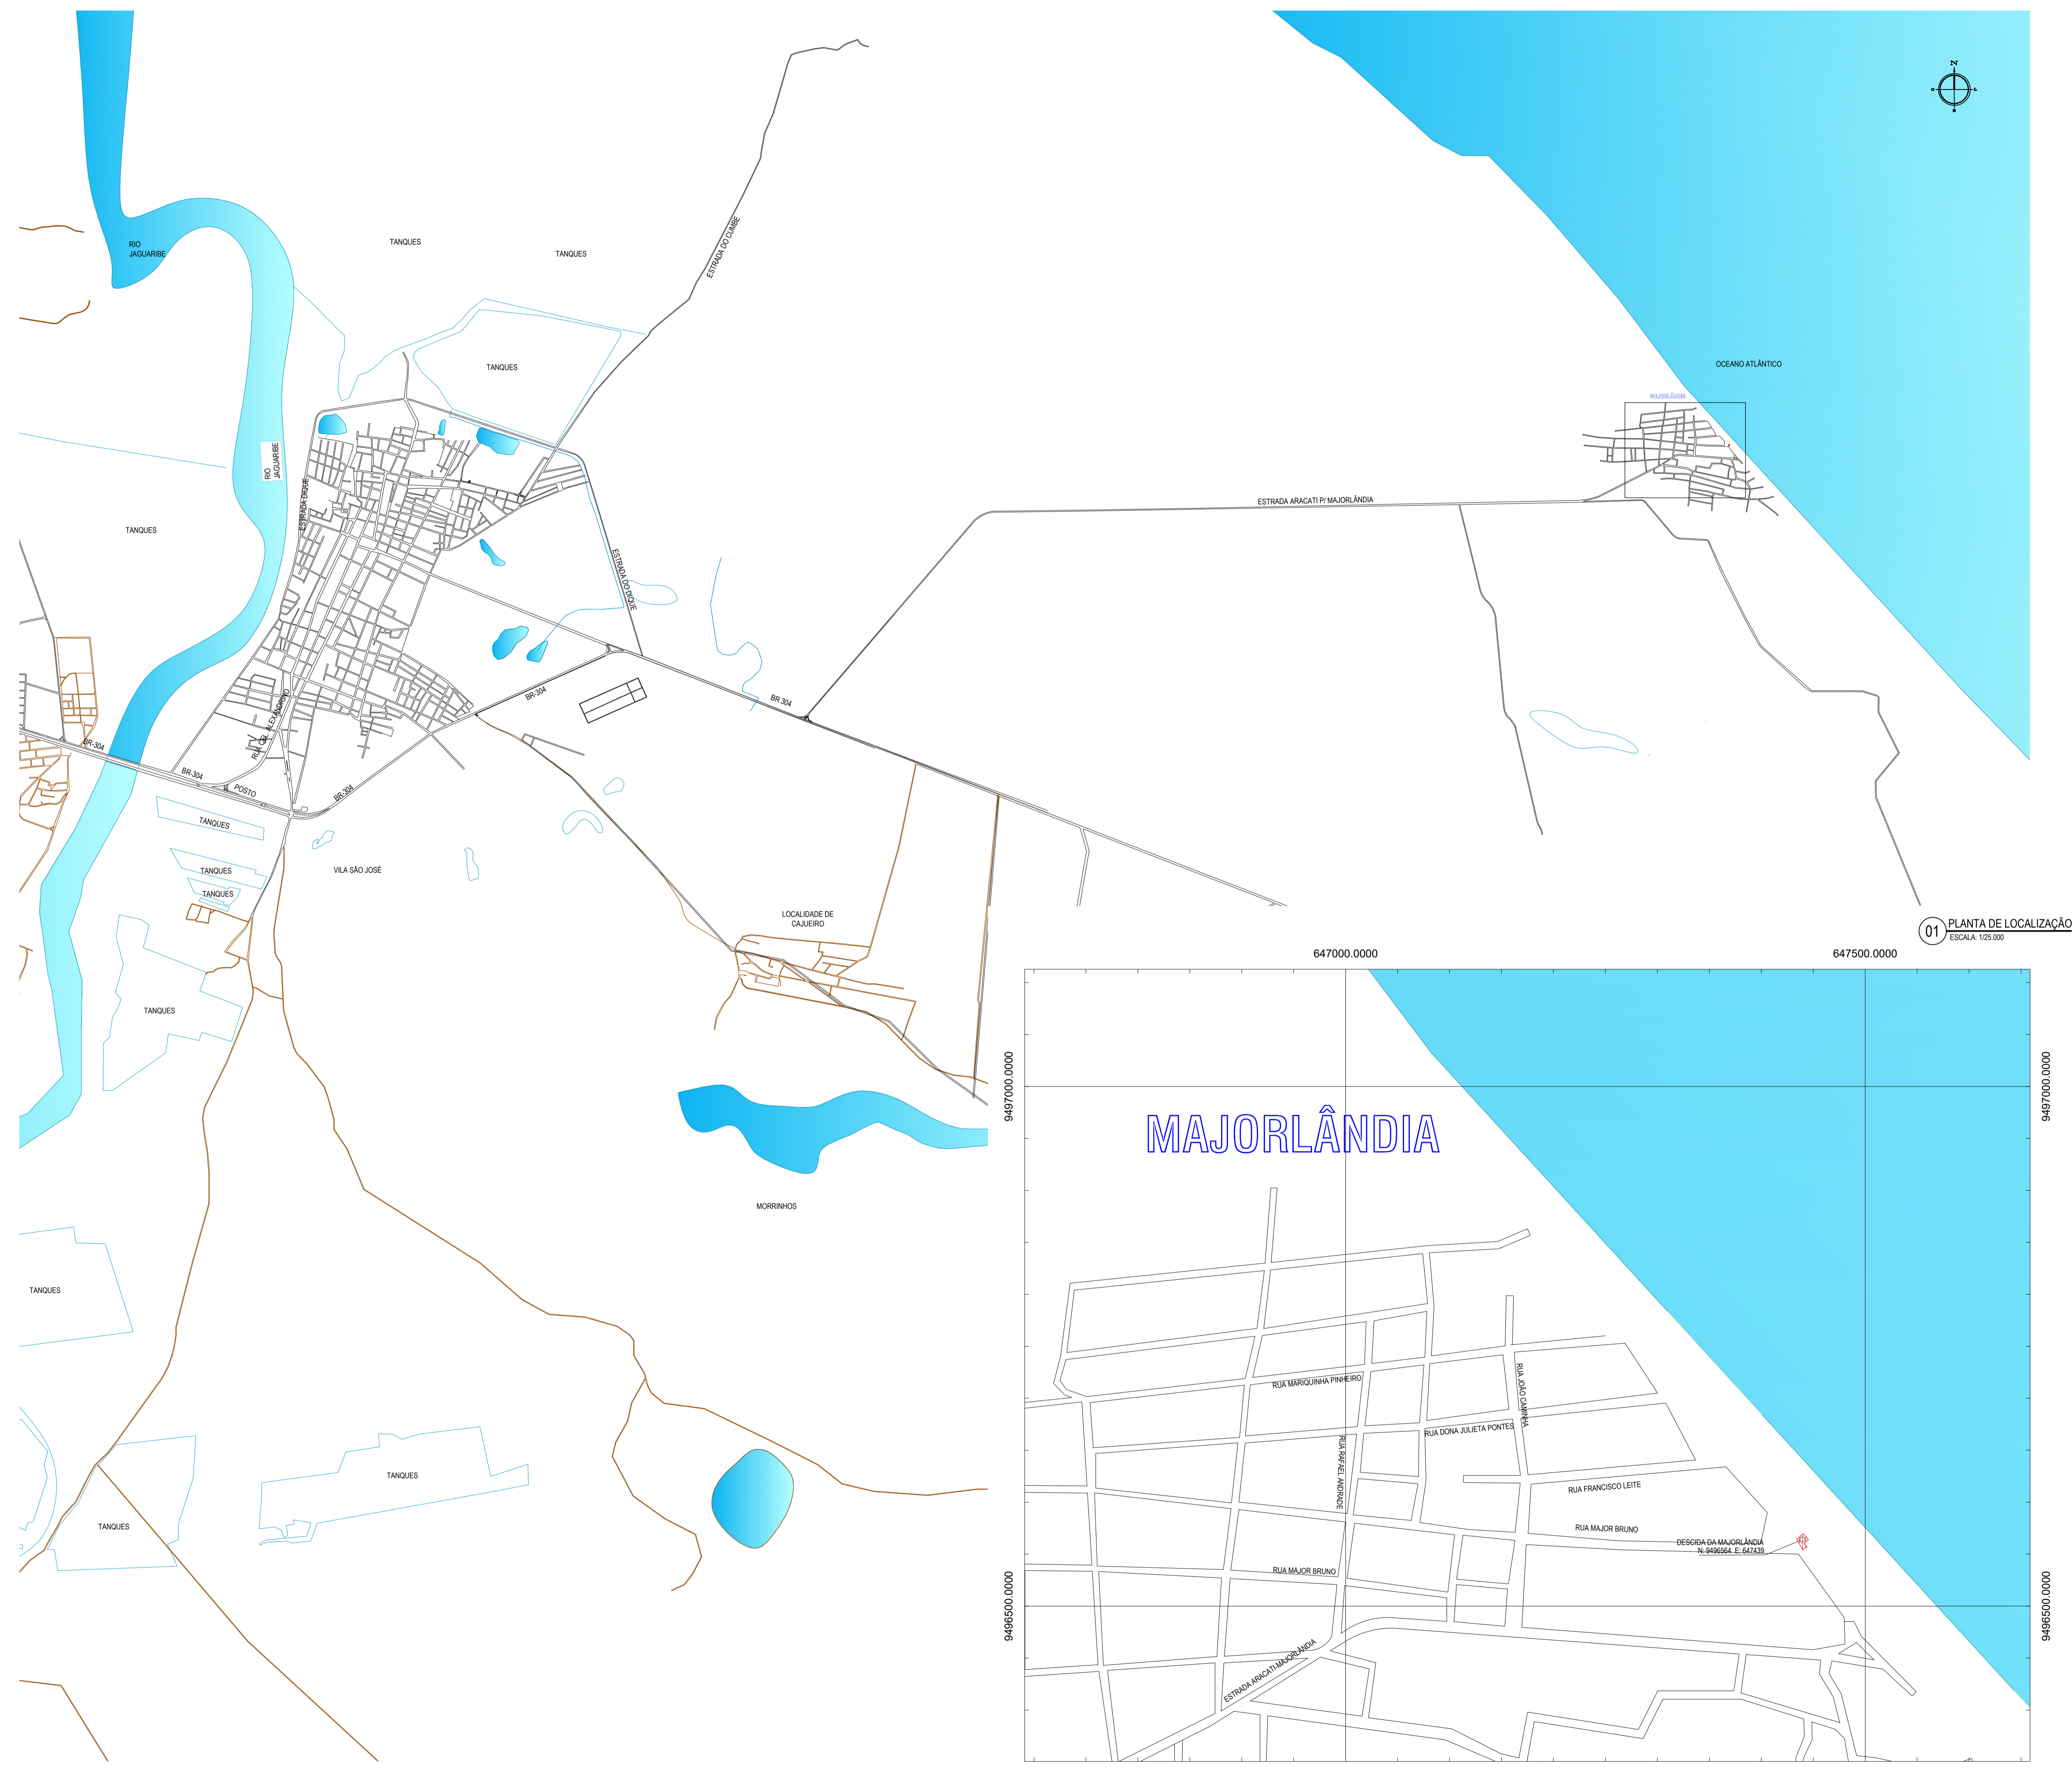 N
O
L
S
RIO
JAGUARIBE
TANQUES
TANQUES
ESTRADA DO CUMBE
TANQUES
OCEANO ATLÂNTICO
MAJORLÂNDIA
RIO
JAGUARIBE
ESTRADA DIQUE
ESTRADA ARACATI P/ MAJORLÂNDIA
TANQUES
ESTRADA DO DIQUE
BR-304
BR 304
RUA CEL ALEXANDRINO
BR-304
BR-304
POSTO
BR-304
TANQUES
TANQUES
VILA SÃO JOSÉ
TANQUES
LOCALIDADE DE
CAJUEIRO
TANQUES
MORRINHOS
TANQUES
TANQUES
TANQUES
01
PLANTA DE LOCALIZAÇÃO
ESCALA: 1/25.000
647000.0000
647500.0000
9497000.0000
9497000.0000
MAJORLÂNDIA
RUA MARIQUINHA PINHEIRO
RUA JOÃO CAMINHA
RUA DONA JULIETA PONTES
RUA RAFAEL ANDRADE
RUA FRANCISCO LEITE
RUA MAJOR BRUNO
DESCIDA DA MAJORLÂNDIA
N: 9496564 E: 647439
RUA MAJOR BRUNO
9496500.0000
9496500.0000
ESTRADA ARACATI-MAJORLÂNDIA